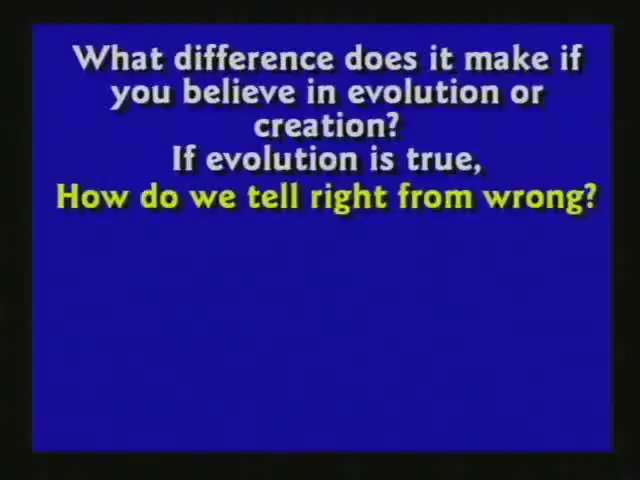 What difference does it make if
you believe in evolution or
creation?
If evolution is true,
How do we tell right from wrong?